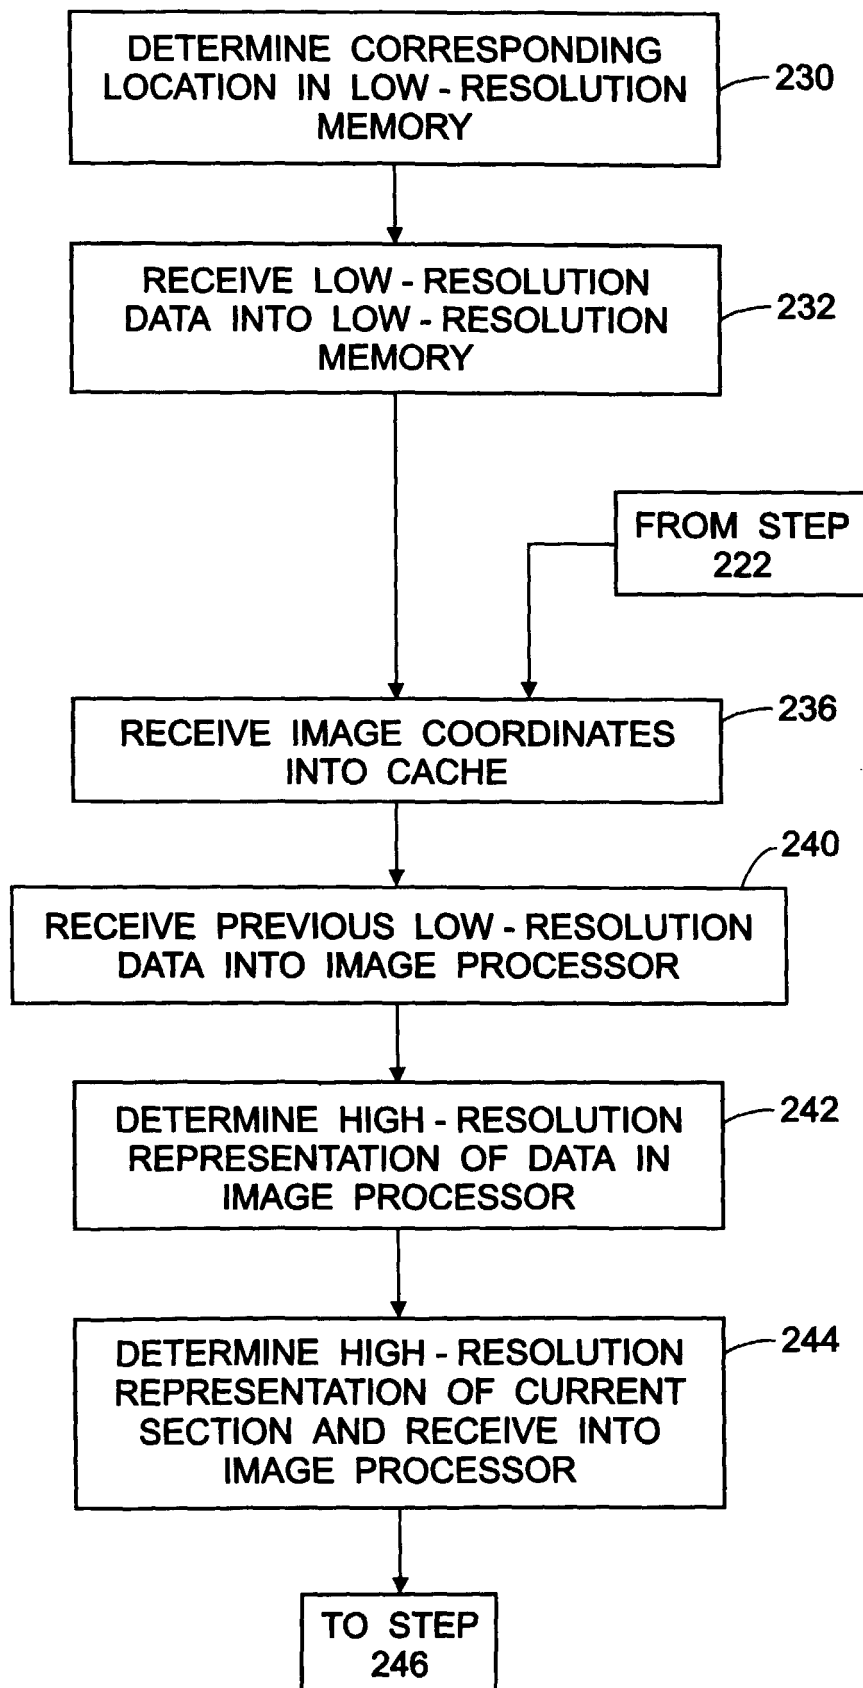 DETERMINE CORRESPONDING
LOCATION IN LOW - RESOLUTION
MEMORY
230
RECEIVE LOW - RESOLUTION
DATA INTO LOW - RESOLUTION
MEMORY
232
FROM STEP
222
RECEIVE IMAGE COORDINATES
INTO CACHE
236
240
RECEIVE PREVIOUS LOW - RESOLUTION
DATA INTO IMAGE PROCESSOR
DETERMINE HIGH - RESOLUTION
REPRESENTATION OF DATA IN
IMAGE PROCESSOR
242
DETERMINE HIGH - RESOLUTION
REPRESENTATION OF CURRENT
SECTION AND RECEIVE INTO
IMAGE PROCESSOR
244
TO STEP
246